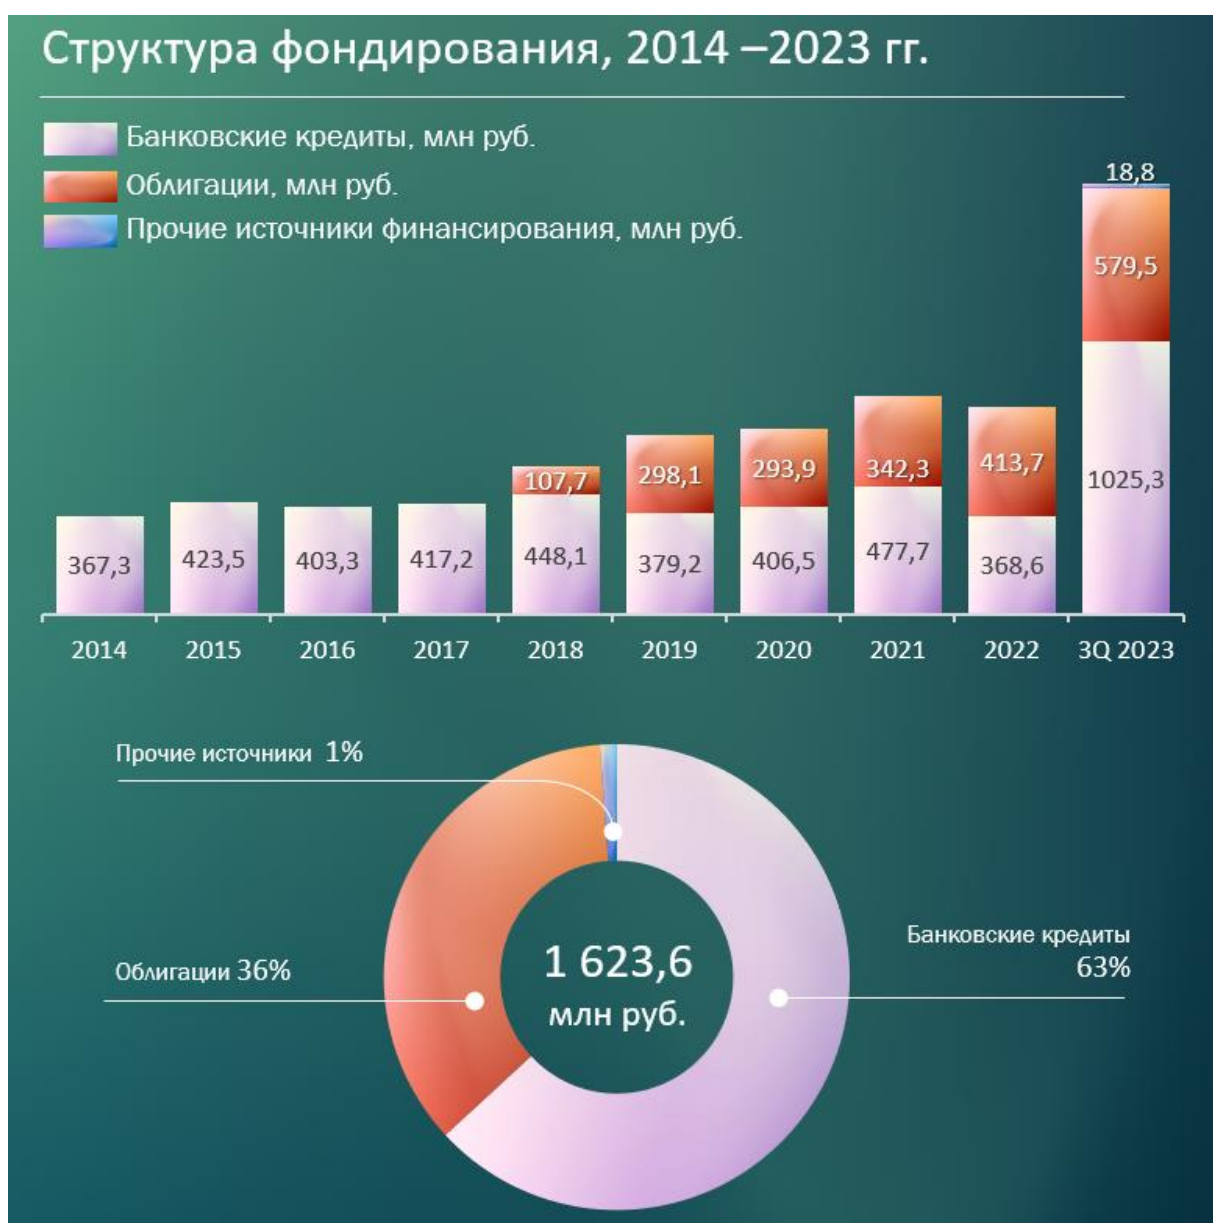 Структура фондирования, 2014 –2023 гг.
Банковские кредиты, млн руб.
Облигации, млн руб.
Прочие источники финансирования, млн руб.
18,8
579,5
1025,3
107,7
298,1
293,9
342,3
413,7
367,3
423,5
403,3
417,2
448,1
379,2
406,5
477,7
368,6
2014 2015 2016 2017 2018 2019 2020 2021 2022 3Q 2023
Прочие источники 1%
Облигации 36%
1 623,6
млн руб.
Банковские кредиты
63%